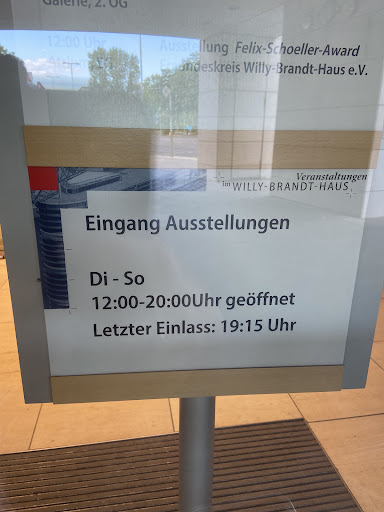 Galerie, 2. OG
12:00 Uhr
Ausstellung Felix-Schoeller-Award
Freundeskreis Willy-Brandt-Haus e.V.
Veranstaltungen
im WILLY-BRANDT-HAUS
Eingang Ausstellungen
Di - So
12:00-20:00Uhr geöffnet
Letzter Einlass: 19:15 Uhr